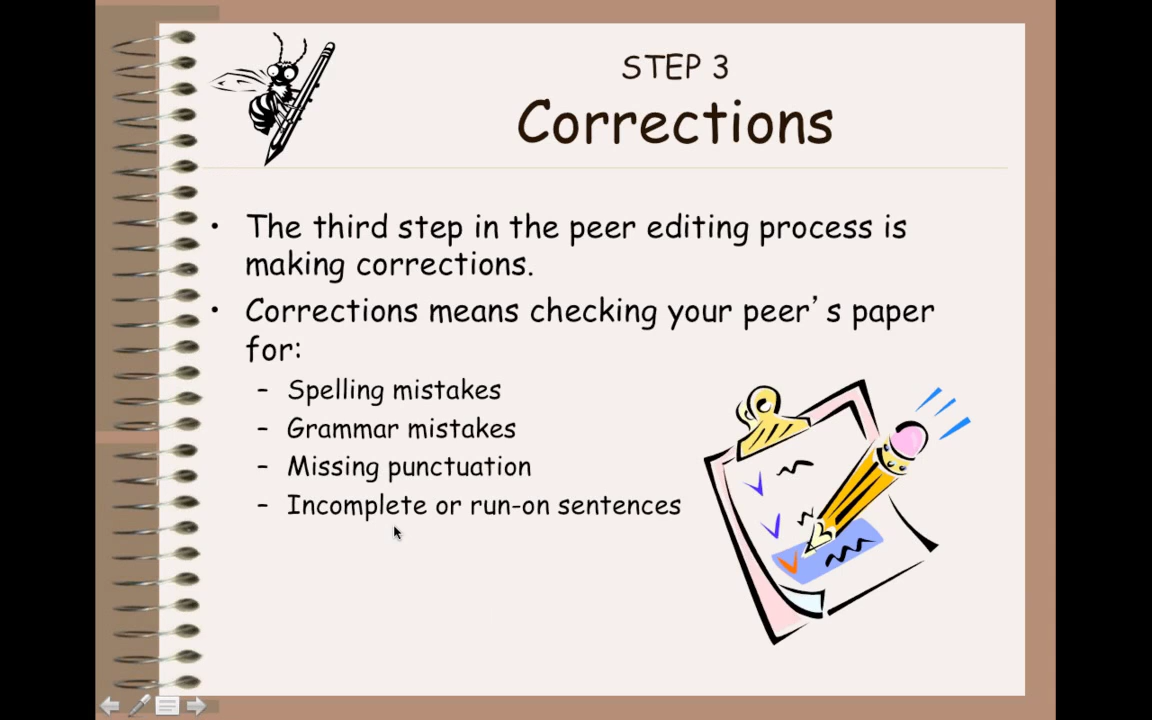 STEP 3
Corrections
• The third step in the peer editing process is
making corrections.
• Corrections means checking your peer’s paper
for:
– Spelling mistakes
– Grammar mistakes
– Missing punctuation
– Incomplete or run-on sentences